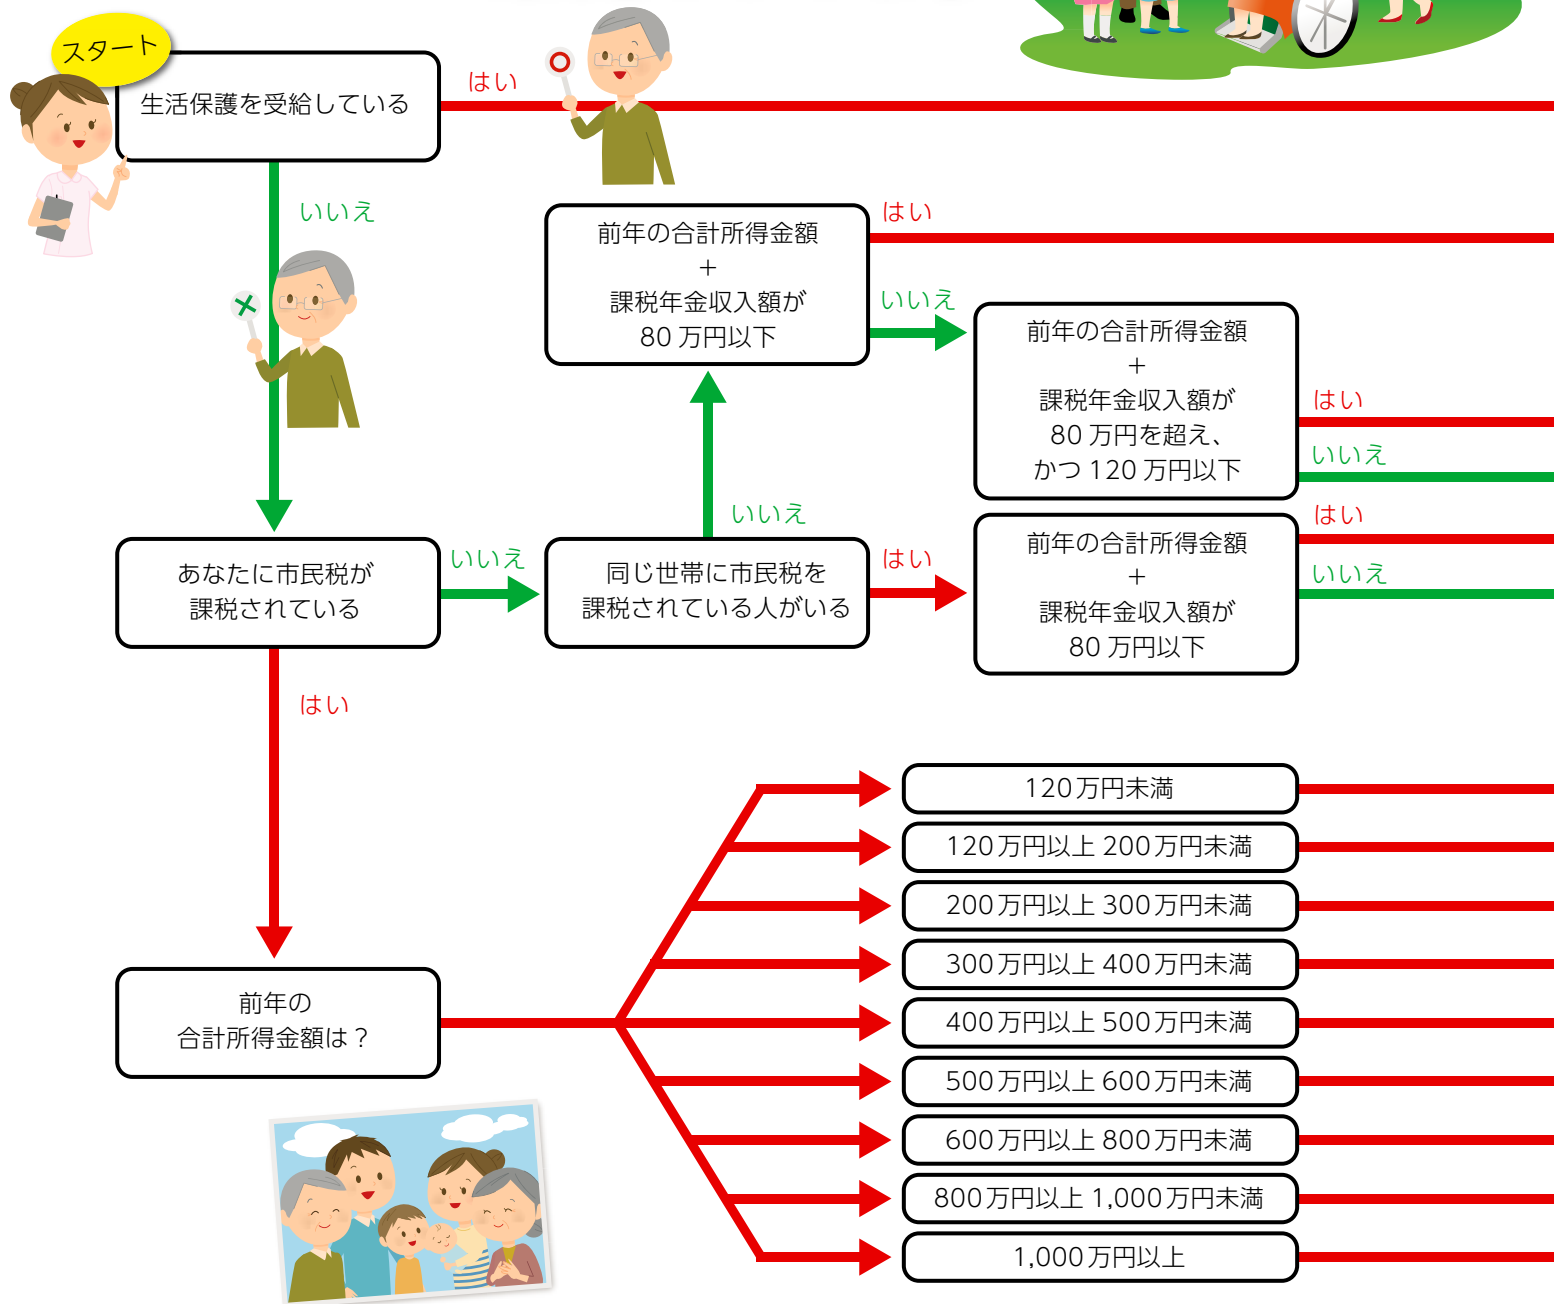 スタート
生活保護を受給している
はい
いいえ
前年の合計所得金額
+
課税年金収入額が
80 万円以下
はい
いいえ
前年の合計所得金額
+
課税年金収入額が
80 万円を超え、
かつ 120 万円以下
はい
いいえ
あなたに市民税が
課税されている
いいえ
はい
同じ世帯に市民税を
課税されている人がいる
いいえ
はい
前年の合計所得金額
+
課税年金収入額が
80 万円以下
はい
いいえ
前年の
合計所得金額は？
120万円未満
120万円以上 200万円未満
200万円以上 300万円未満
300万円以上 400万円未満
400万円以上 500万円未満
500万円以上 600万円未満
600万円以上 800万円未満
800万円以上 1,000万円未満
1,000万円以上